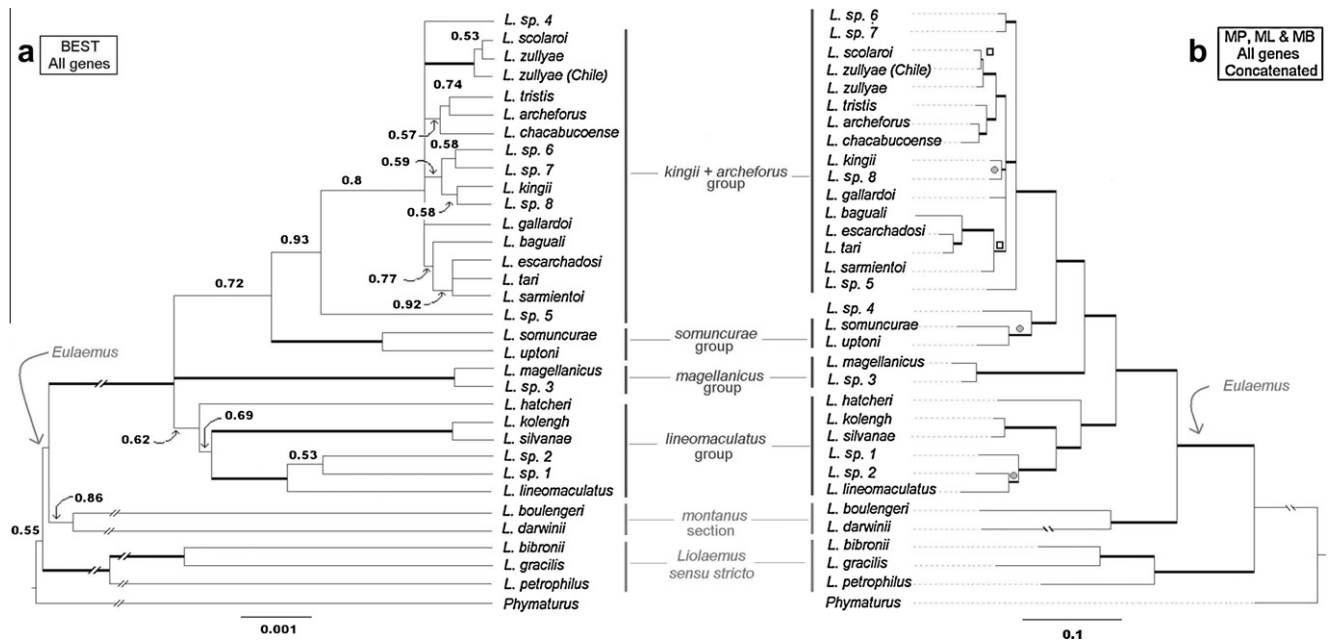 a
BEST
All genes
L. sp. 4
L. scolaroi
L. zullyae
L. zullyae (Chile)
L. tristis
L. archeforus
L. chacabucoense
L. sp. 6
L. sp. 7
L. kingii
L. sp. 8
L. gallardoi
L. baguali
L. escarchadosi
L. tari
L. sarmientoi
L. sp. 5
L. somuncurae
L. uptoni
L. magellanicus
L. sp. 3
L. hatcheri
L. kolengh
L. silvanae
L. sp. 2
L. sp. 1
L. lineomaculatus
L. boulengeri
L. darwinii
L. bibronii
L. gracilis
L. petrophilus
Phymaturus
0.53
0.74
0.57
0.58
0.59
0.58
0.8
0.77
0.92
0.93
0.72
Eulaemus
0.69
0.62
0.53
0.86
0.55
0.001
kingii + archeforus
group
somuncurae
group
magellanicus
group
lineomaculatus
group
montanus
section
Liolaemus
sensu stricto
b
MP, ML & MB
All genes
Concatenated
L. sp. 6
L. sp. 7
L. scolaroi
L. zullyae (Chile)
L. zullyae
L. tristis
L. archeforus
L. chacabucoense
L. kingii
L. sp. 8
L. gallardoi
L. baguali
L. escarchadosi
L. tari
L. sarmientoi
L. sp. 5
L. sp. 4
L. somuncurae
L. uptoni
L. magellanicus
L. sp. 3
L. hatcheri
L. kolengh
L. silvanae
L. sp. 1
L. sp. 2
L. lineomaculatus
L. boulengeri
L. darwinii
L. bibronii
L. gracilis
L. petrophilus
Phymaturus
Eulaemus
0.1